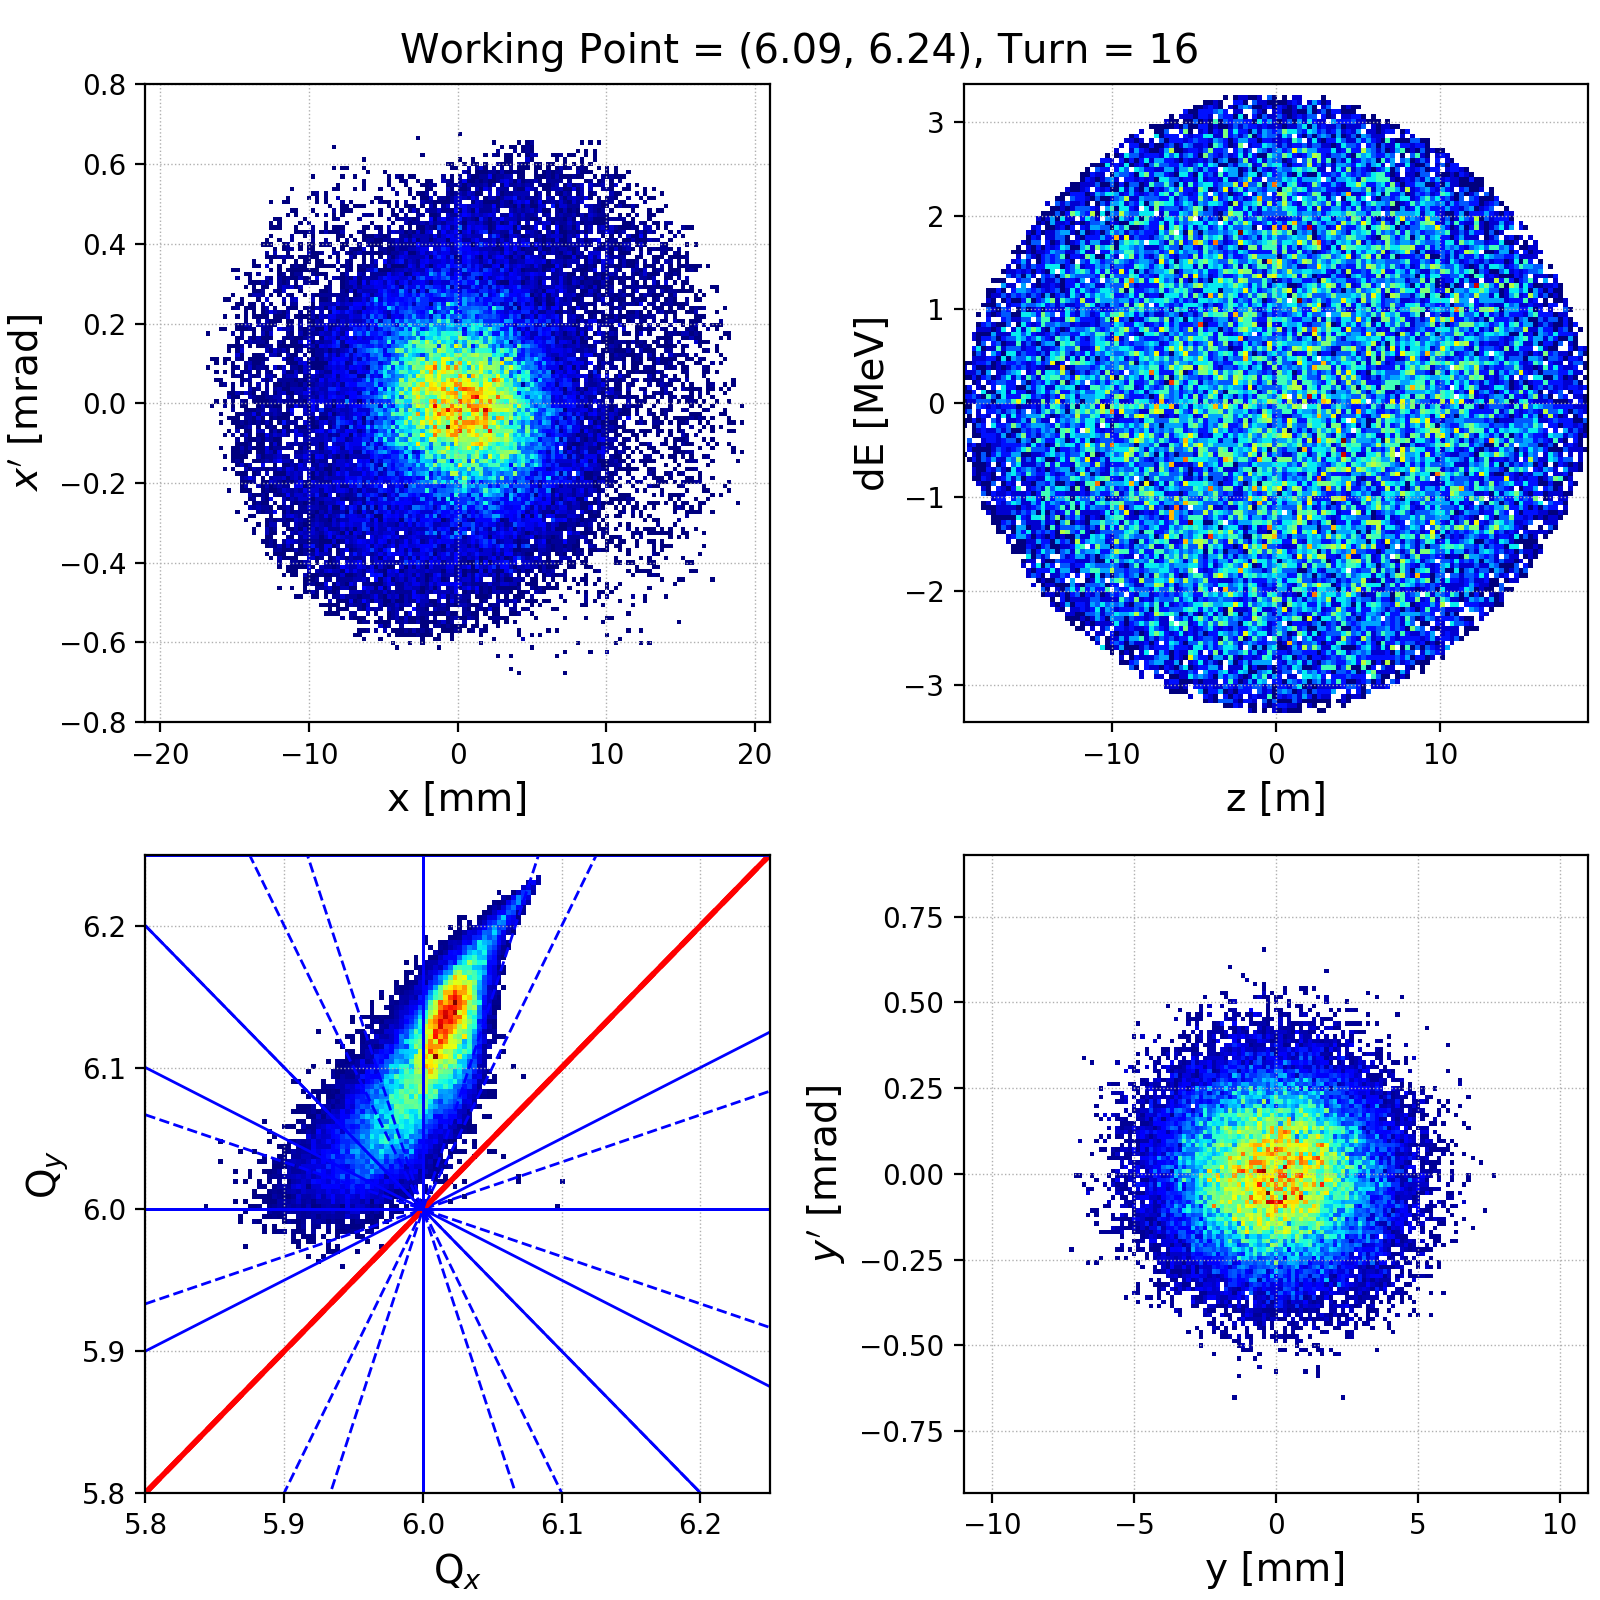 Working Point = (6.09, 6.24), Turn = 16
0.8
0.6
0.4
0.2
0.0
−0.2
−0.4
−0.6
−0.8
x′ [mrad]
−20 −10 0 10 20
x [mm]
3
2
1
0
−1
−2
−3
dE [MeV]
−10 0 10
z [m]
6.2
6.1
6.0
5.9
5.8
Qy
5.8 5.9 6.0 6.1 6.2
Qx
0.75
0.50
0.25
0.00
−0.25
−0.50
−0.75
y′ [mrad]
−10 −5 0 5 10
y [mm]